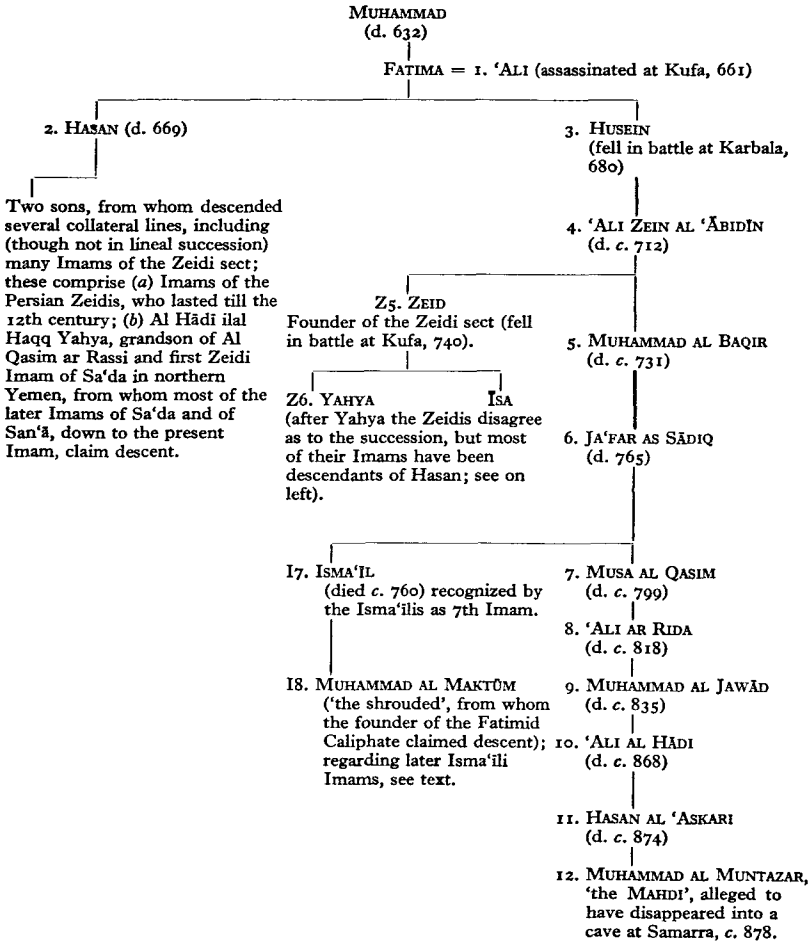 MUHAMMAD
(d. 632)
FATIMA = 1. ‘ALI (assassinated at Kufa, 661)
2. HASAN (d. 669)
3. HUSEIN
(fell in battle at Karbala,
680)
Two sons, from whom descended
several collateral lines, including
(though not in lineal succession)
many Imams of the Zeidi sect;
these comprise (a) Imams of the
Persian Zeidis, who lasted till the
12th century; (b) Al Hādī ilal
Haqq Yahya, grandson of Al
Qasim ar Rassi and first Zeidi
Imam of Sa‘da in northern
Yemen, from whom most of the
later Imams of Sa‘da and of
San‘ā, down to the present
Imam, claim descent.
4. ‘ALI ZEIN AL ‘ĀBIDĪN
(d. c. 712)
Z5. ZEID
Founder of the Zeidi sect (fell
in battle at Kufa, 740).
5. MUHAMMAD AL BAQIR
(d. c. 731)
Z6. YAHYA
ĪSA
(after Yahya the Zeidis disagree
as to the succession, but most
of their Imams have been
descendants of Hasan; see on
left).
6. JA‘FAR AS SĀDIQ
(d. 765)
I7. ISMA‘ĪL
(died c. 760) recognized by
the Isma‘ilis as 7th Imam.
7. MUSA AL QASIM
(d. c. 799)
8. ‘ALI AR RIDA
(d. c. 818)
I8. MUHAMMAD AL MAKTŪM
(‘the shrouded’, from whom
the founder of the Fatimid
Caliphate claimed descent);
regarding later Isma‘īli
Imams, see text.
9. MUHAMMAD AL JAWĀD
(d. c. 835)
10. ‘ALI AL HĀDI
(d. c. 868)
11. HASAN AL ‘ASKARI
(d. c. 874)
12. MUHAMMAD AL MUNTAZAR,
‘the MAHDI’, alleged to
have disappeared into a
cave at Samarra, c. 878.